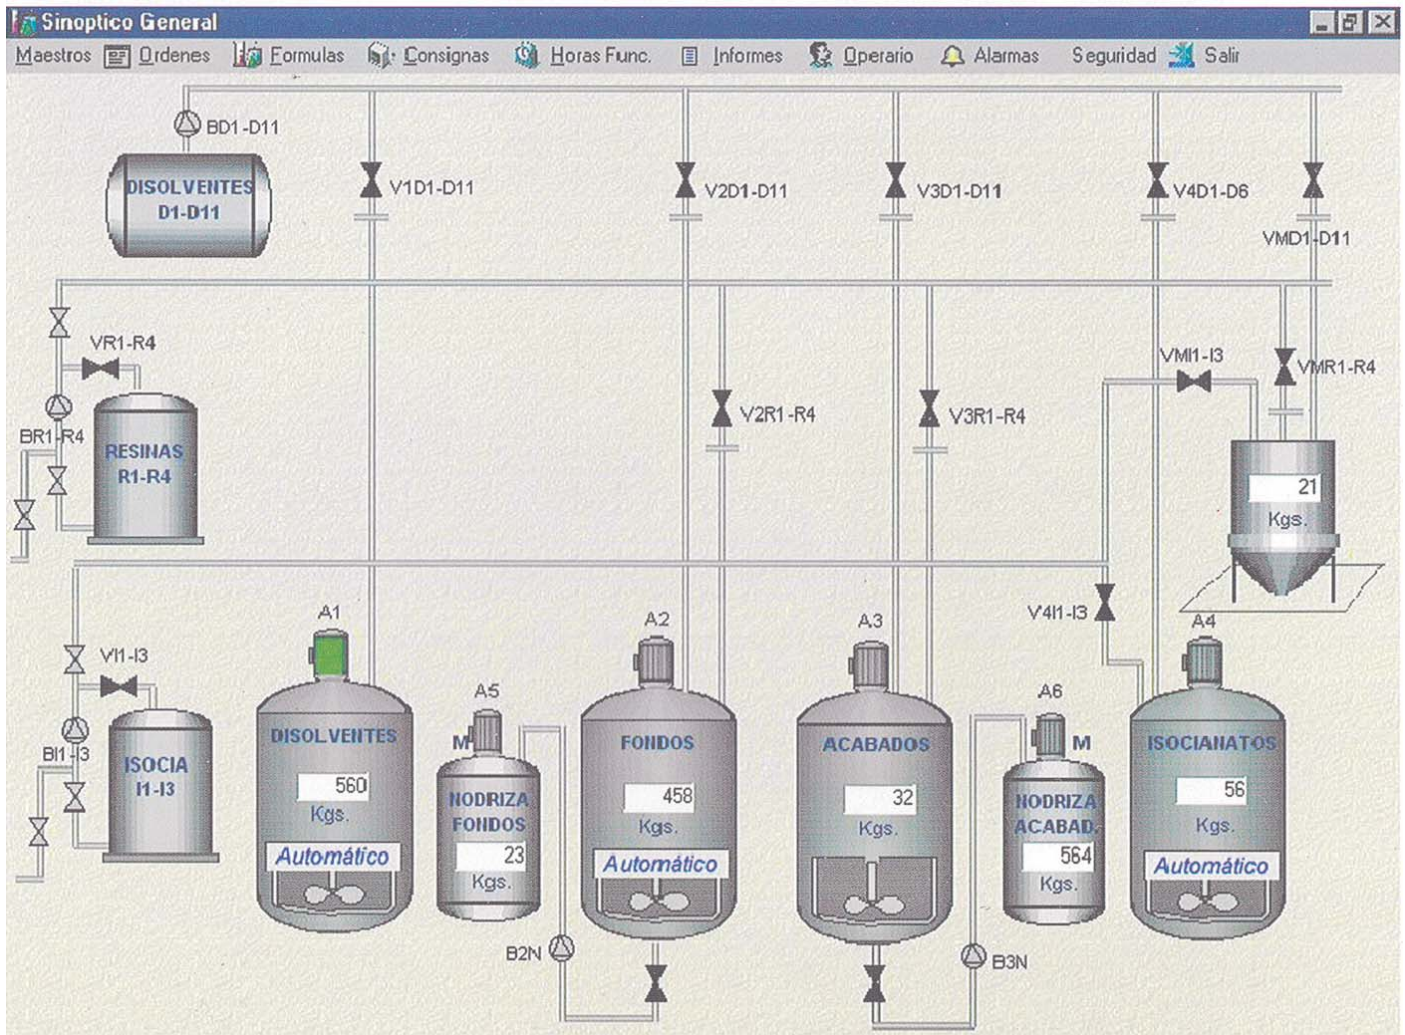 Sinoptico General
Maestros Ordenes Formulas Consignas Horas Func. Informes Operario Alarmas Seguridad Salir
BD1-D11
DISOLVENTES
D1-D11
V1D1-D11
V2D1-D11
V3D1-D11
V4D1-D6
VMD1-D11
VR1-R4
BR1-R4
RESINAS
R1-R4
V2R1-R4
V3R1-R4
VMI1-I3
VMR1-R4
21
Kgs.
V4I1-I3
VI1-I3
BI1-I3
ISOCIA
I1-I3
A1
DISOLVENTES
560
Kgs.
Automático
A5
M
NODRIZA
FONDOS
23
Kgs.
A2
FONDOS
458
Kgs.
Automático
B2N
A3
ACABADOS
32
Kgs.
A6
M
NODRIZA
ACABAD.
564
Kgs.
B3N
A4
ISOCIANATOS
56
Kgs.
Automático